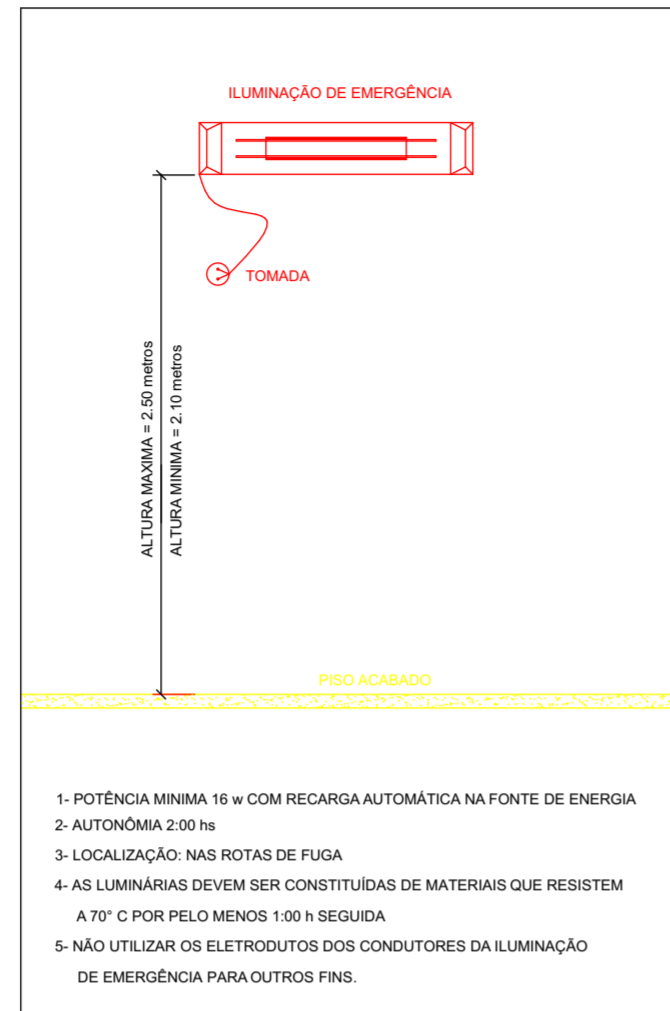 ILUMINAÇÃO DE EMERGÊNCIA
TOMADA
ALTURA MAXIMA = 2.50 metros
ALTURA MINIMA = 2.10 metros
PISO ACABADO
1- POTÊNCIA MINIMA 16 w COM RECARGA AUTOMÁTICA NA FONTE DE ENERGIA
2- AUTONÔMIA 2:00 hs
3- LOCALIZAÇÃO: NAS ROTAS DE FUGA
4- AS LUMINÁRIAS DEVEM SER CONSTITUÍDAS DE MATERIAIS QUE RESISTEM
A 70° C POR PELO MENOS 1:00 h SEGUIDA
5- NÃO UTILIZAR OS ELETRODUTOS DOS CONDUTORES DA ILUMINAÇÃO
DE EMERGÊNCIA PARA OUTROS FINS.